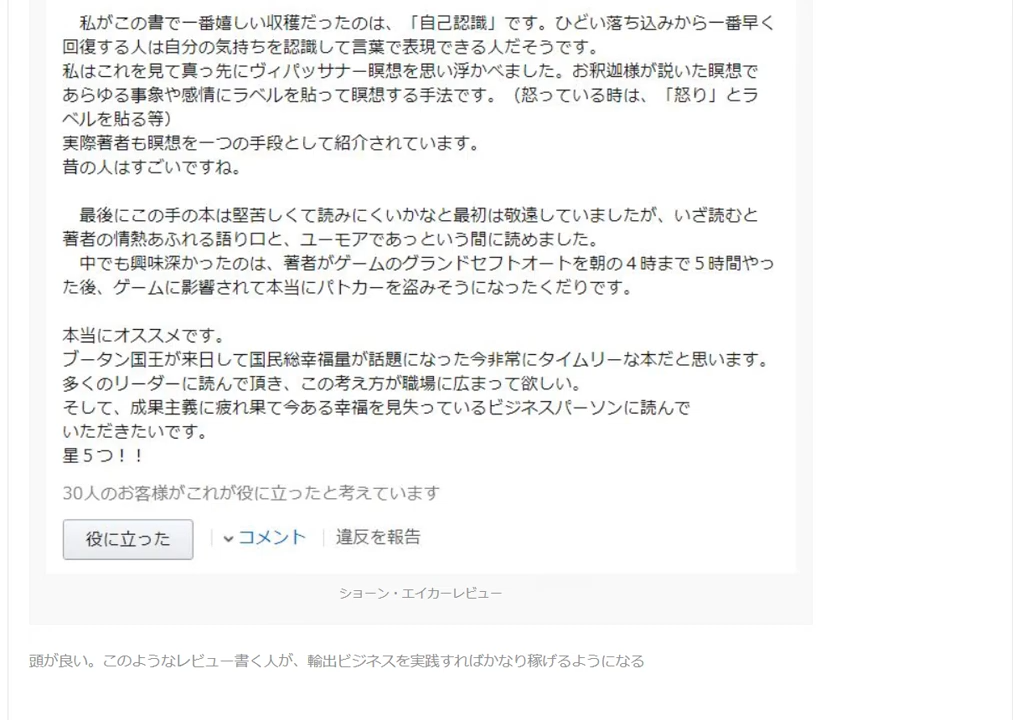 私がこの書で一番嬉しい収穫だったのは、「自己認識」です。ひどい落ち込みから一番早く
回復する人は自分の気持ちを認識して言葉で表現できる人だそうです。
私はこれを見て真っ先にヴィパッサナー瞑想を思い浮かべました。お釈迦様が説いた瞑想で
あらゆる事象や感情にラベルを貼って瞑想する手法です。（怒っている時は、「怒り」とラ
ベルを貼る等）
実際著者も瞑想を一つの手段として紹介されています。
昔の人はすごいですね。
最後にこの手の本は堅苦しくて読みにくいかなと最初は敬遠していましたが、いざ読むと
著者の情熱あふれる語り口と、ユーモアであっという間に読めました。
中でも興味深かったのは、著者がゲームのグランドセフトオートを朝の４時まで５時間やっ
た後、ゲームに影響されて本当にパトカーを盗みそうになったくだりです。
本当にオススメです。
ブータン国王が来日して国民総幸福量が話題になった今非常にタイムリーな本だと思います。
多くのリーダーに読んで頂き、この考え方が職場に広まって欲しい。
そして、成果主義に疲れ果て今ある幸福を見失っているビジネスパーソンに読んで
いただきたいです。
星５つ！！
30人のお客様がこれが役に立ったと考えています
役に立った コメント 違反を報告
ショーン・エイカーレビュー
頭が良い。このようなレビュー書く人が、輸出ビジネスを実践すればかなり稼げるようになる